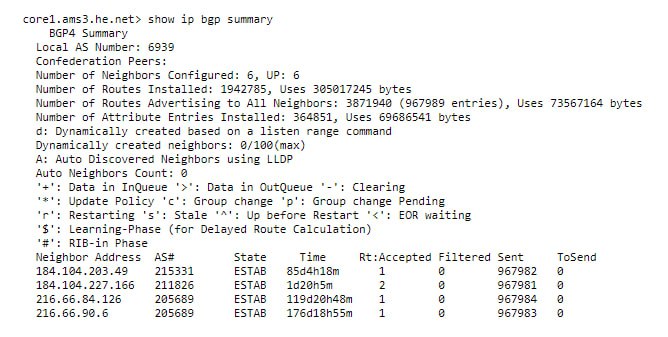 core1.ams3.he.net> show ip bgp summary
BGP4 Summary
Local AS Number: 6939
Confederation Peers:
Number of Neighbors Configured: 6, UP: 6
Number of Routes Installed: 1942785, Uses 305017245 bytes
Number of Routes Advertising to All Neighbors: 3871940 (967989 entries), Uses 73567164 bytes
Number of Attribute Entries Installed: 364851, Uses 69686541 bytes
d: Dynamically created based on a listen range command
Dynamically created neighbors: 0/100(max)
A: Auto Discovered Neighbors using LLDP
Auto Neighbors Count: 0
'+': Data in InQueue '>': Data in OutQueue '-': Clearing
'*': Update Policy 'c': Group change 'p': Group change Pending
'r': Restarting 's': Stale '^': Up before Restart '<': EOR waiting
'$': Learning-Phase (for Delayed Route Calculation)
'#': RIB-in Phase
Neighbor Address AS# State Time Rt:Accepted Filtered Sent ToSend
184.104.203.49 215331 ESTAB 85d4h18m 1 0 967982 0
184.104.227.166 211826 ESTAB 1d20h5m 2 0 967981 0
216.66.84.126 205689 ESTAB 119d20h48m 1 0 967984 0
216.66.90.6 205689 ESTAB 176d18h55m 1 0 967983 0